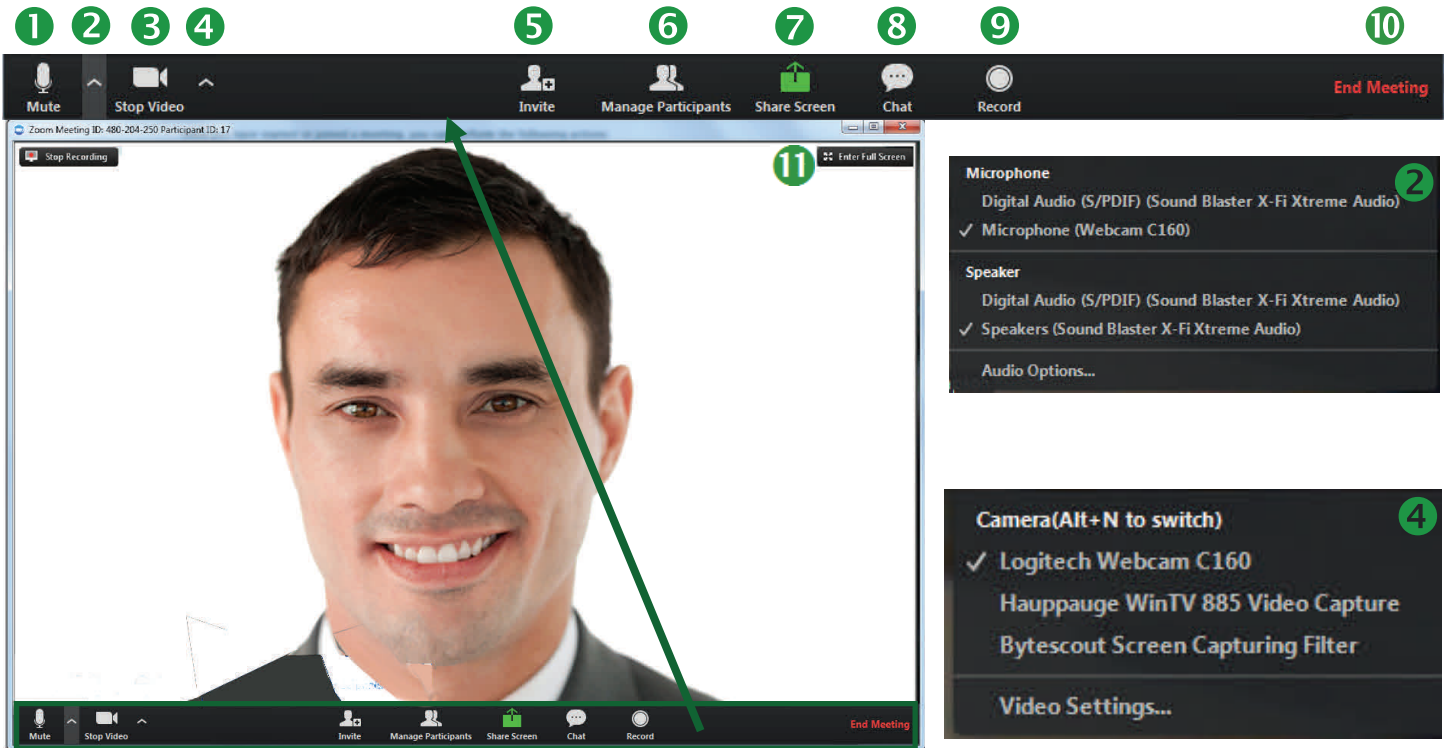 1 2 3 4 5 6 7 8 9 10
Mute Stop Video Invite Manage Participants Share Screen Chat Record End Meeting
Zoom Meeting ID: 480-204-250 Participant ID: 17
Stop Recording 11 Enter Full Screen
Mute Stop Video Invite Manage Participants Share Screen Chat Record End Meeting
2
Microphone
Digital Audio (S/PDIF) (Sound Blaster X-Fi Xtreme Audio)
✓ Microphone (Webcam C160)
Speaker
Digital Audio (S/PDIF) (Sound Blaster X-Fi Xtreme Audio)
✓ Speakers (Sound Blaster X-Fi Xtreme Audio)
Audio Options...
Camera(Alt+N to switch) 4
✓ Logitech Webcam C160
Hauppauge WinTV 885 Video Capture
Bytescout Screen Capturing Filter
Video Settings...